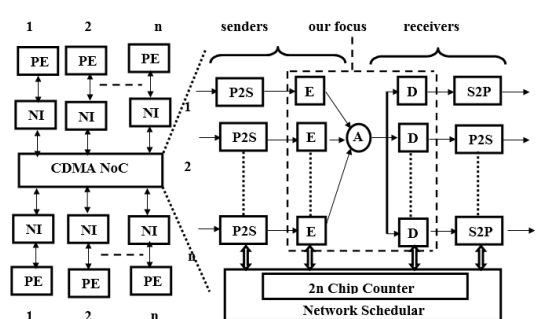 1 2 n senders our focus receivers
PE PE PE
NI NI NI
1 P2S E D S2P
CDMA NoC 2 P2S E A D P2S
NI NI NI
n P2S E D S2P
PE PE PE
2n Chip Counter
Network Schedular
1 2 n